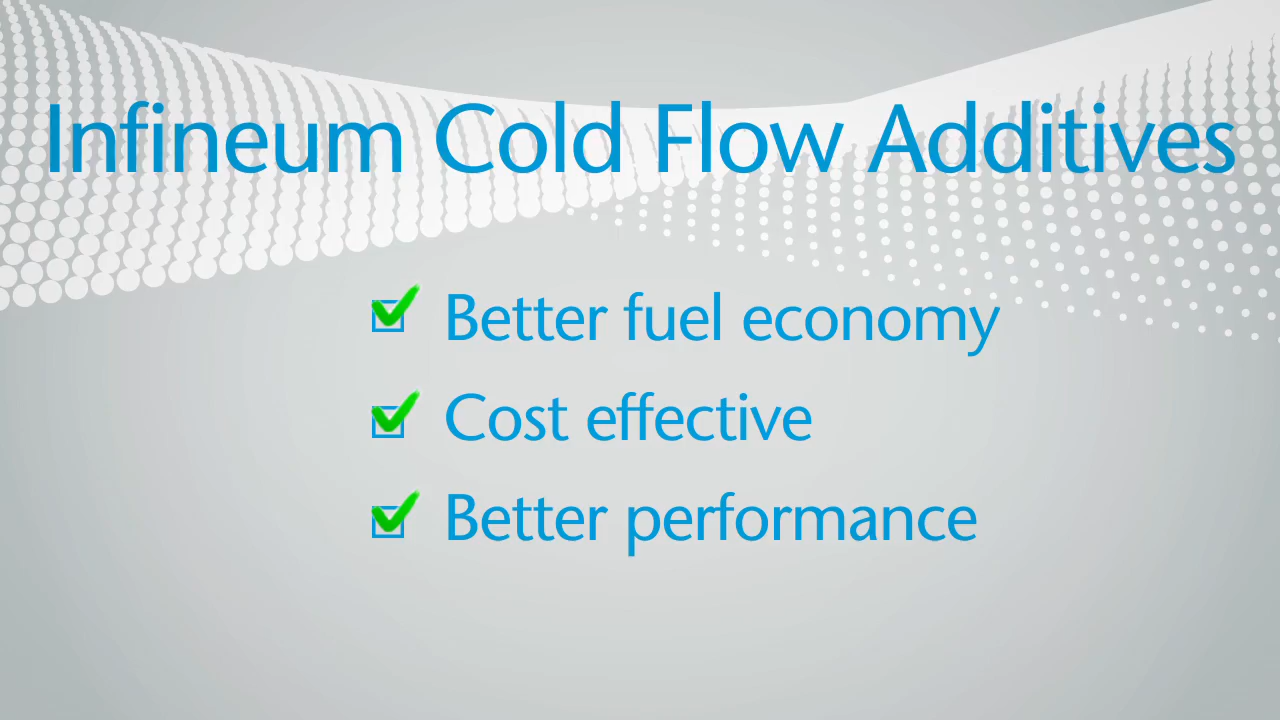 Infineum Cold Flow Additives
Better fuel economy
Cost effective
Better performance